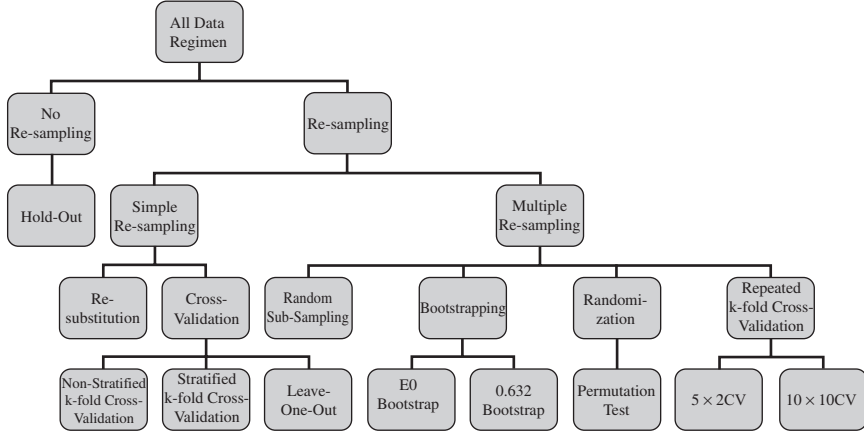 All Data
Regimen
No
Re-sampling
Re-sampling
Hold-Out
Simple
Re-sampling
Multiple
Re-sampling
Re-
substitution
Cross-
Validation
Random
Sub-Sampling
Bootstrapping
Randomi-
zation
Repeated
k-fold Cross-
Validation
Non-Stratified
k-fold Cross-
Validation
Stratified
k-fold Cross-
Validation
Leave-
One-Out
E0
Bootstrap
0.632
Bootstrap
Permutation
Test
5 × 2CV
10 × 10CV